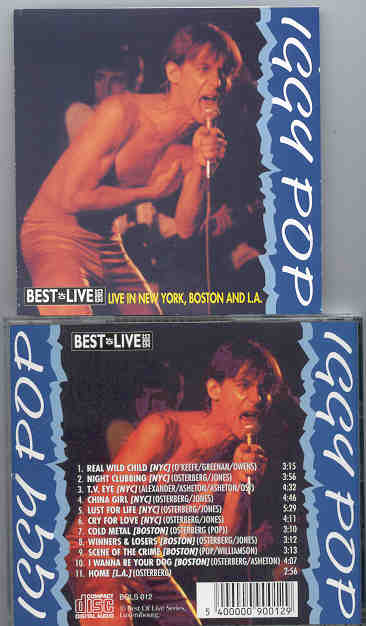 IGGY POP
BEST OF LIVE
LIVE IN NEW YORK, BOSTON AND L.A.
IGGY POP
BEST OF LIVE
IGGY POP
1. REAL WILD CHILD [NYC] (O'KEEFE/GREENAN/OWENS) 3:15
2. NIGHT CLUBBING [NYC] (OSTERBERG/JONES) 3:56
3. T.V. EYE [NYC] (ALEXANDER/ASHETON/ASHETON/OST) 4:32
4. CHINA GIRL [NYC] (OSTERBERG/JONES) 4:46
5. LUST FOR LIFE [NYC] (OSTERBERG/JONES) 5:29
6. CRY FOR LOVE [NYC] (OSTERBERG/JONES) 4:11
7. COLD METAL [BOSTON] (OSTERBERG (POPS) 3:10
8. WINNERS & LOSERS [BOSTON] (OSTERBERG/JONES) 3:12
9. SCENE OF THE CRIME [BOSTON] (POP/WILLIAMSON) 3:13
10. I WANNA BE YOUR DOG [BOSTON] (OSTERBERG/ASHETON) 4:07
11. HOME [L.A.] (OSTERBERG) 2:56
COMPACT
disc
DIGITAL AUDIO
BOLS 012
© Best Of Live Series,
Luxembourg
5 400000 900129